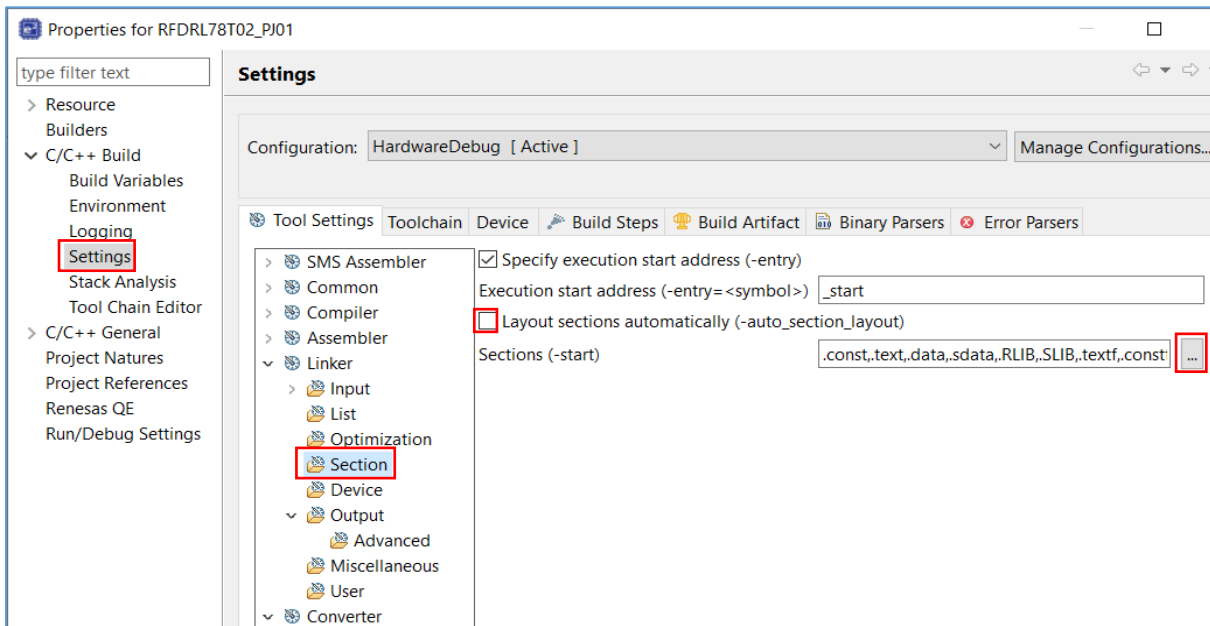 Properties for RFDRL78T02_PJ01
type filter text
Resource
Builders
C/C++ Build
Build Variables
Environment
Logging
Settings
Stack Analysis
Tool Chain Editor
C/C++ General
Project Natures
Project References
Renesas QE
Run/Debug Settings
Settings
Configuration: HardwareDebug [ Active ] Manage Configurations...
Tool Settings Toolchain Device Build Steps Build Artifact Binary Parsers Error Parsers
SMS Assembler
Common
Compiler
Assembler
Linker
Input
List
Optimization
Section
Device
Output
Advanced
Miscellaneous
User
Converter
Specify execution start address (-entry)
Execution start address (-entry=<symbol>) _start
Layout sections automatically (-auto_section_layout)
Sections (-start) .const,.text,.data,.sdata,.RLIB,.SLIB,.textf,.const ...